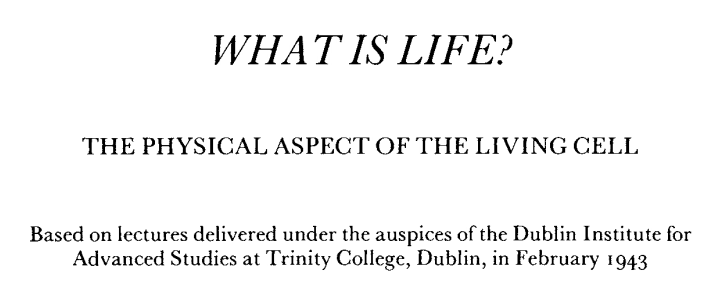 WHAT IS LIFE?
THE PHYSICAL ASPECT OF THE LIVING CELL
Based on lectures delivered under the auspices of the Dublin Institute for
Advanced Studies at Trinity College, Dublin, in February 1943